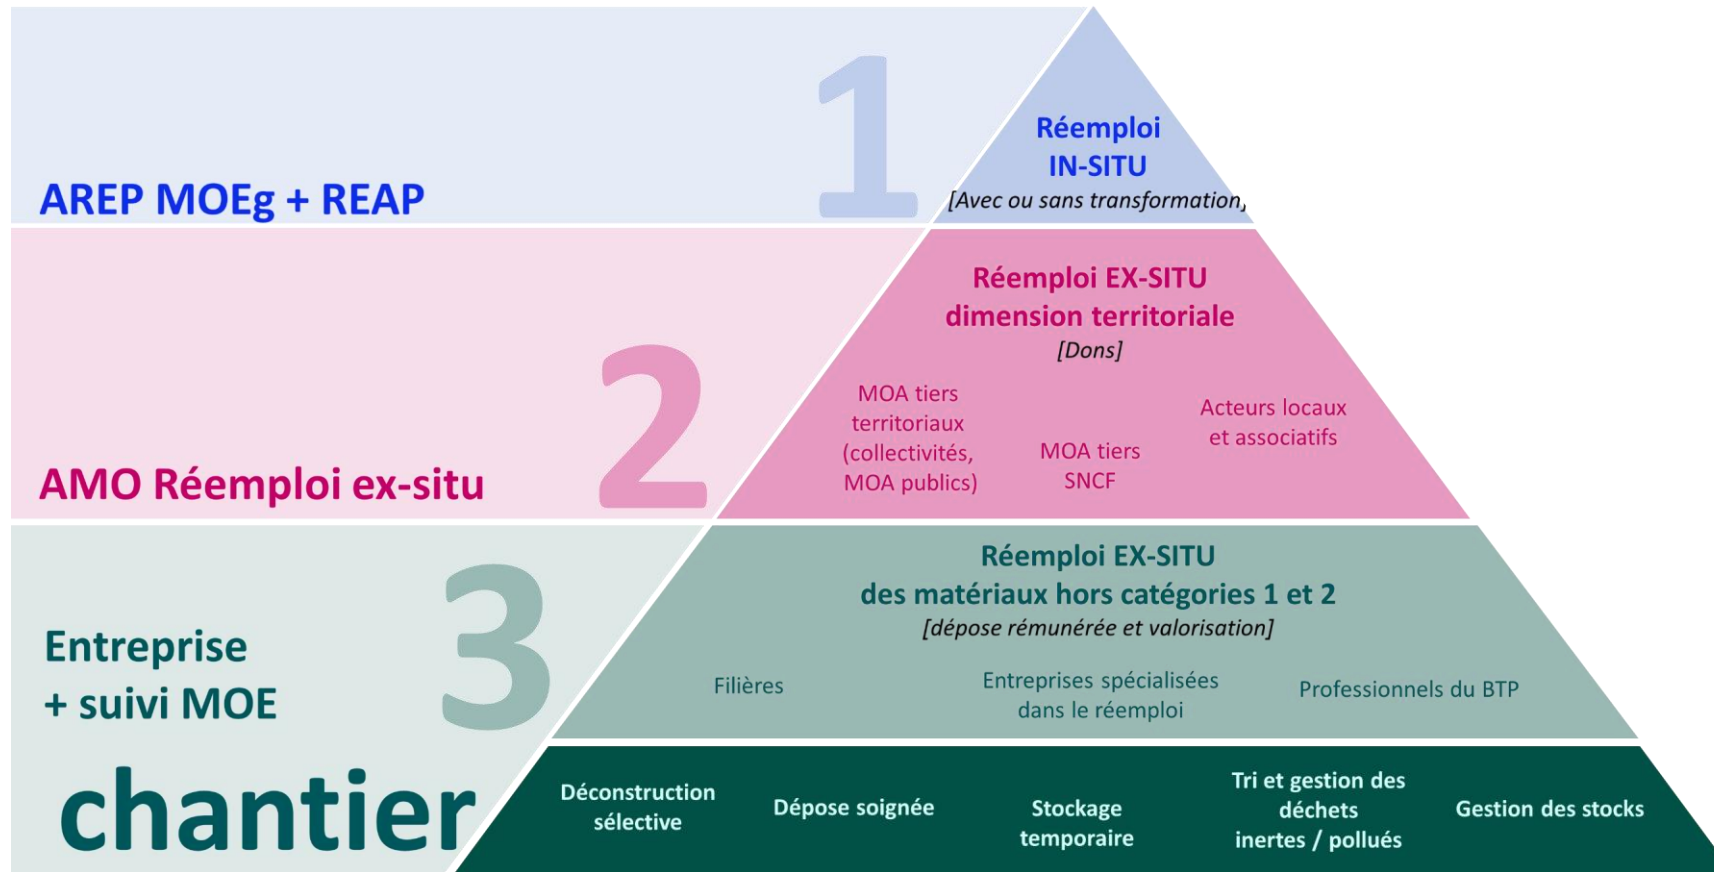 1
Réemploi
IN-SITU
[Avec ou sans transformation]
AREP MOEg + REAP
2
Réemploi EX-SITU
dimension territoriale
[Dons]
MOA tiers
territoriaux
(collectivités,
MOA publics)
MOA tiers
SNCF
Acteurs locaux
et associatifs
AMO Réemploi ex-situ
3
Réemploi EX-SITU
des matériaux hors catégories 1 et 2
[dépose rémunérée et valorisation]
Entreprise
+ suivi MOE
Filières
Entreprises spécialisées
dans le réemploi
Professionnels du BTP
chantier
Déconstruction
sélective
Dépose soignée
Stockage
temporaire
Tri et gestion des
déchets
inertes / pollués
Gestion des stocks